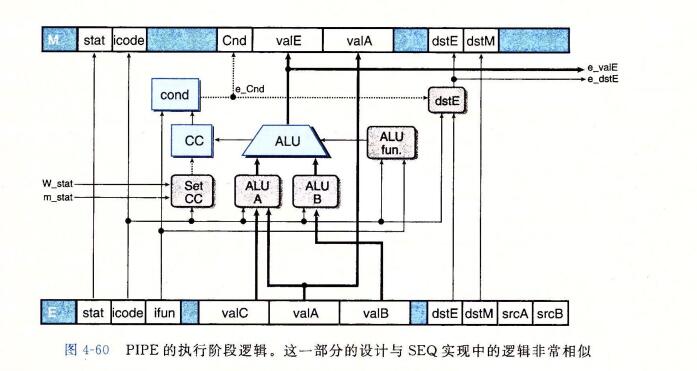 M stat icode Cnd valE valA dstE dstM
e_valE
e_dstE
e_Cnd
cond
dstE
CC
ALU
ALU
fun.
W_stat
m_stat
Set
CC
ALU
A
ALU
B
E stat icode ifun valC valA valB dstE dstM srcA srcB
图 4-60 PIPE 的执行阶段逻辑。这一部分的设计与 SEQ 实现中的逻辑非常相似